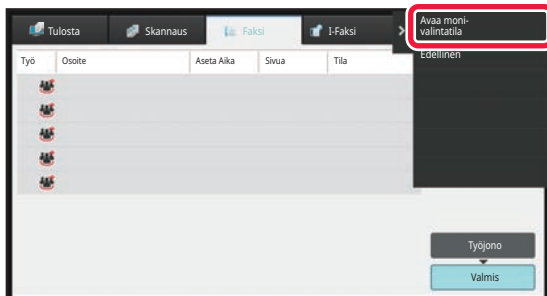 Tulosta
Skannaus
Faksi
I-Faksi
Avaa moni-
valintatila
Edellinen
Työ
Osoite
Aseta Aika
Sivua
Tila
Työjono
Valmis